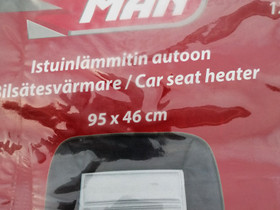 MAN
Istuinlämmitin autoon
Bilsätesvärmare / Car seat heater
95 x 46 cm